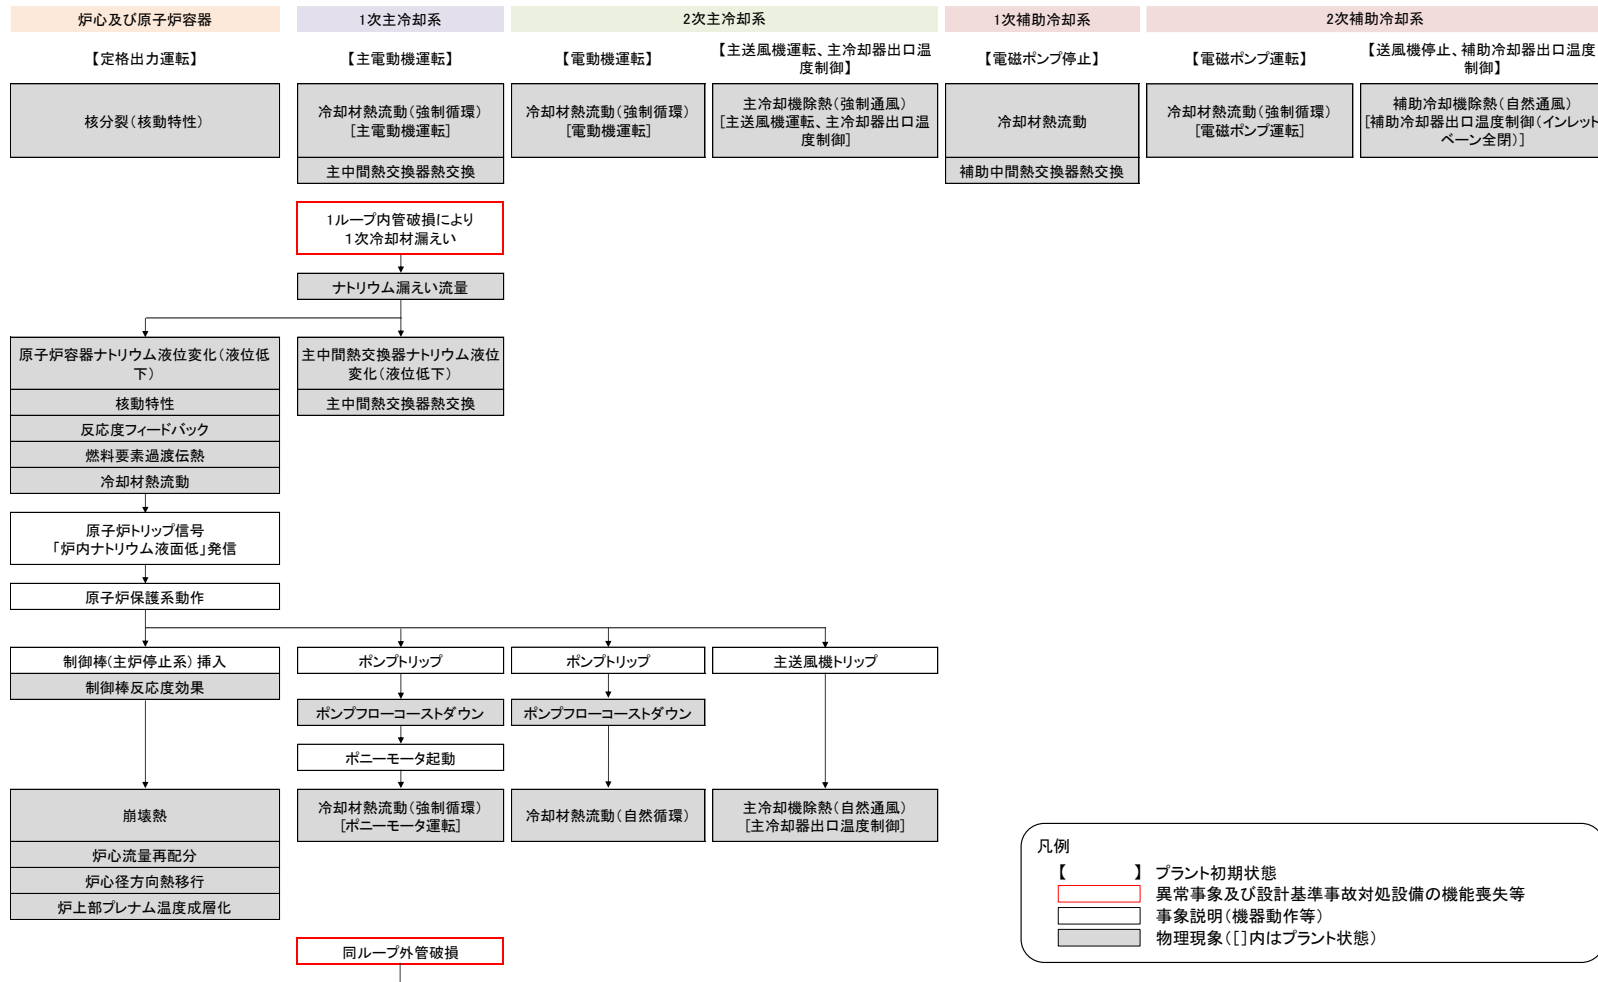 炉心及び原子炉容器
1次主冷却系
2次主冷却系
1次補助冷却系
2次補助冷却系
【定格出力運転】
【主電動機運転】
【電動機運転】
【主送風機運転、主冷却器出口温
度制御】
【電磁ポンプ停止】
【電磁ポンプ運転】
【送風機停止、補助冷却器出口温度
制御】
核分裂(核動特性)
冷却材熱流動(強制循環)
[主電動機運転]
冷却材熱流動(強制循環)
[電動機運転]
主冷却機除熱(強制通風)
[主送風機運転、主冷却器出口温
度制御]
冷却材熱流動
冷却材熱流動(強制循環)
[電磁ポンプ運転]
補助冷却機除熱(自然通風)
[補助冷却器出口温度制御(インレット
ベーン全閉)]
主中間熱交換器熱交換
補助中間熱交換器熱交換
1ループ内管破損により
1次冷却材漏えい
ナトリウム漏えい流量
原子炉容器ナトリウム液位変化(液位低
下)
主中間熱交換器ナトリウム液位
変化(液位低下)
核動特性
主中間熱交換器熱交換
反応度フィードバック
燃料要素過渡伝熱
冷却材熱流動
原子炉トリップ信号
「炉内ナトリウム液面低」発信
原子炉保護系動作
制御棒(主炉停止系) 挿入
ポンプトリップ
ポンプトリップ
主送風機トリップ
制御棒反応度効果
ポンプフローコーストダウン
ポンプフローコーストダウン
ポニーモータ起動
崩壊熱
冷却材熱流動(強制循環)
[ポニーモータ運転]
冷却材熱流動(自然循環)
主冷却機除熱(自然通風)
[主冷却器出口温度制御]
炉心流量再配分
炉心径方向熱移行
炉上部プレナム温度成層化
同ループ外管破損
凡例
【 】 プラント初期状態
異常事象及び設計基準事故対処設備の機能喪失等
事象説明(機器動作等)
物理現象([]内はプラント状態)